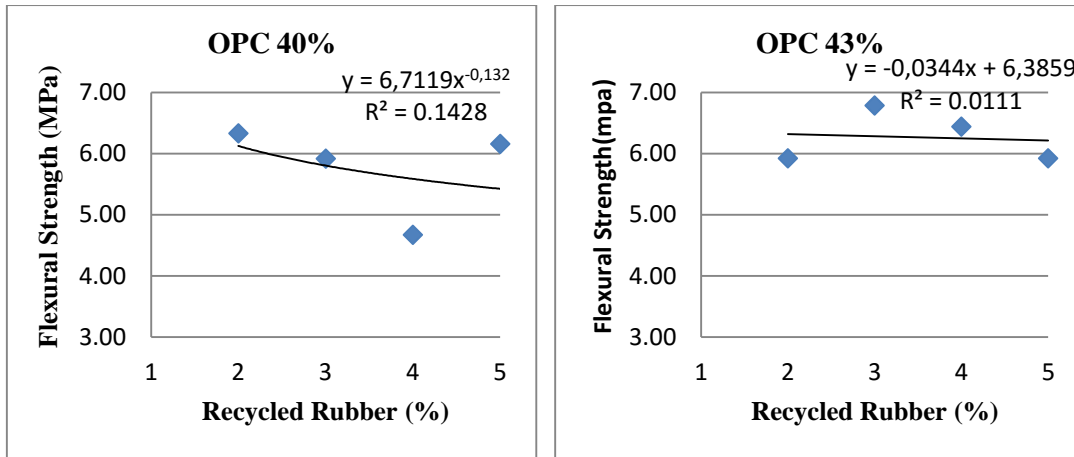 OPC 40%
y = 6,7119x-0,132
R² = 0.1428
Flexural Strength (MPa)
7.00
6.00
5.00
4.00
3.00
1 2 3 4 5
Recycled Rubber (%)
OPC 43%
y = -0,0344x + 6,3859
R² = 0.0111
Flexural Strength(mpa)
7.00
6.00
5.00
4.00
3.00
1 2 3 4 5
Recycled Rubber (%)